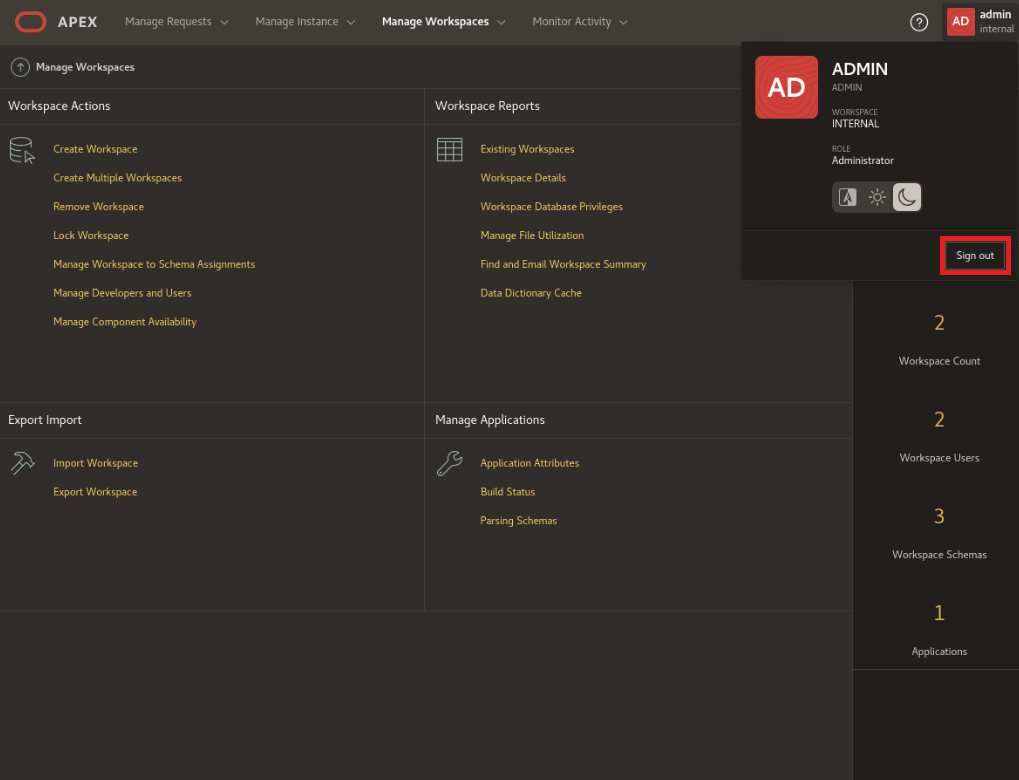 APEX
Manage Requests
Manage Instance
Manage Workspaces
Monitor Activity
?
AD
admin
internal
Manage Workspaces
AD
ADMIN
ADMIN
WORKSPACE
INTERNAL
ROLE
Administrator
Sign out
Workspace Actions
Create Workspace
Create Multiple Workspaces
Remove Workspace
Lock Workspace
Manage Workspace to Schema Assignments
Manage Developers and Users
Manage Component Availability
Workspace Reports
Existing Workspaces
Workspace Details
Workspace Database Privileges
Manage File Utilization
Find and Email Workspace Summary
Data Dictionary Cache
2
Workspace Count
2
Workspace Users
3
Workspace Schemas
1
Applications
Export Import
Import Workspace
Export Workspace
Manage Applications
Application Attributes
Build Status
Parsing Schemas